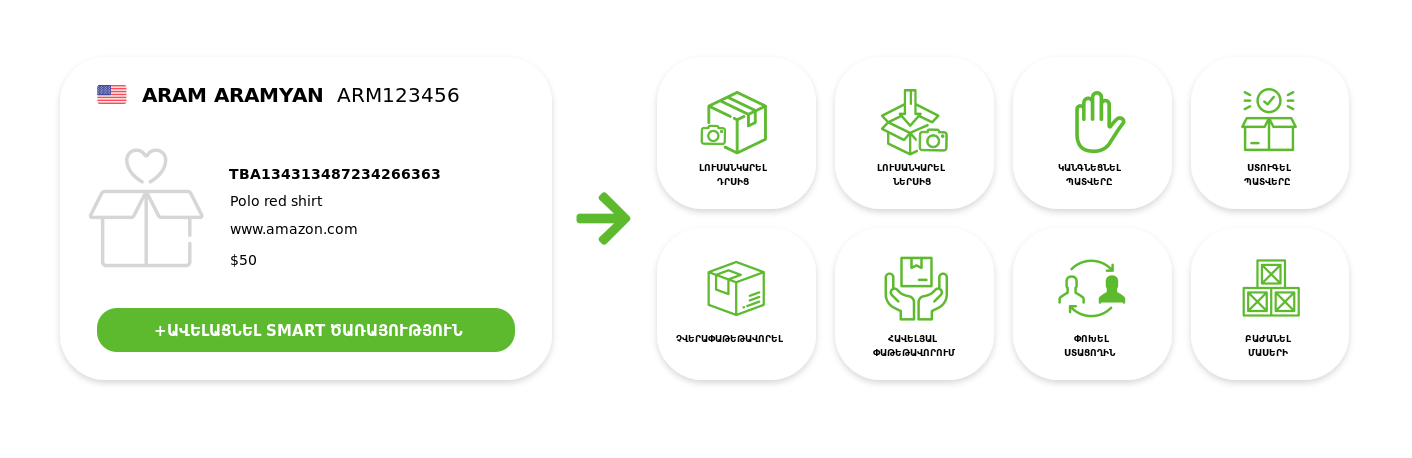 ARAM ARAMYAN ARM123456
TBA134313487234266363
Polo red shirt
www.amazon.com
$50
+ԱՎԵԼԱՑՆԵԼ SMART ԾԱՌԱՅՈՒԹՅՈՒՆ
ԼՈՒՍԱՆԿԱՐԵԼ
ԴՐՍԻՑ
ԼՈՒՍԱՆԿԱՐԵԼ
ՆԵՐՍԻՑ
ԿԱՆԳՆԵՑՆԵԼ
ՊԱՏՎԵՐԸ
ՍՏՈՒԳԵԼ
ՊԱՏՎԵՐԸ
ՉՎԵՐԱՓԱԹԵԹԱՎՈՐԵԼ
ՀԱՎԵԼՅԱԼ
ՓԱԹԵԹԱՎՈՐՈՒՄ
ՓՈԽԵԼ
ՍՏԱՑՈՂԻՆ
ԲԱԺԱՆԵԼ
ՄԱՍԵՐԻ